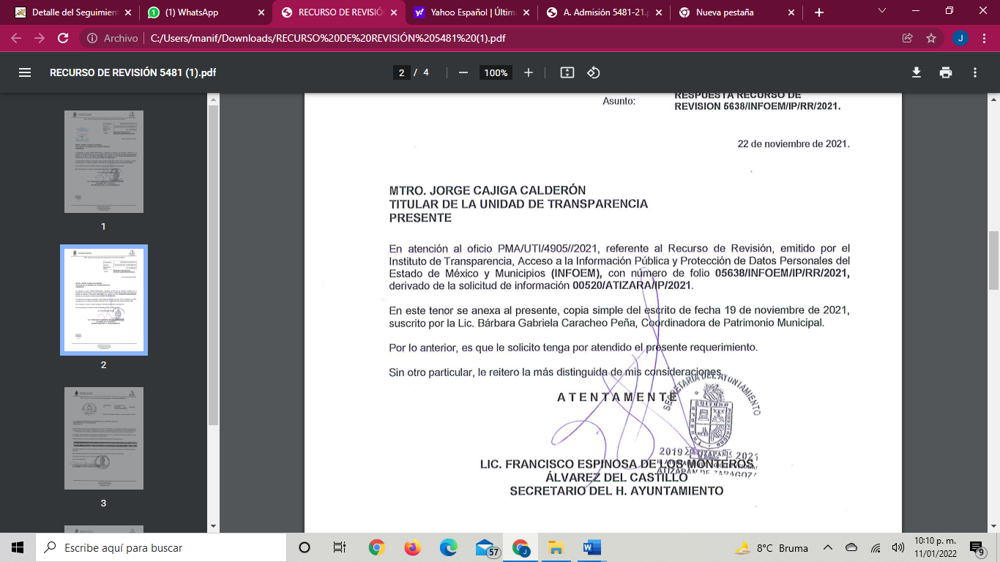 Detalle del Seguimient
(1) WhatsApp
RECURSO DE REVISIÓ
Yahoo Español | Últim
A. Admisión 5481-21.p
Nueva pestaña
Archivo
C:/Users/manif/Downloads/RECURSO%20DE%20REVISIÓN%205481%20(1).pdf
J
RECURSO DE REVISIÓN 5481 (1).pdf
2 / 4
100%
1
2
3
Asunto:
RESPUESTA RECURSO DE
REVISION 5638/INFOEM/IP/RR/2021.
22 de noviembre de 2021.
MTRO. JORGE CAJIGA CALDERÓN
TITULAR DE LA UNIDAD DE TRANSPARENCIA
PRESENTE
En atención al oficio PMA/UTI/4905//2021, referente al Recurso de Revisión, emitido por el
Instituto de Transparencia, Acceso a la Información Pública y Protección de Datos Personales del
Estado de México y Municipios (INFOEM), con número de folio 05638/INFOEM/IP/RR/2021,
derivado de la solicitud de información 00520/ATIZARA/IP/2021.
En este tenor se anexa al presente, copia simple del escrito de fecha 19 de noviembre de 2021,
suscrito por la Lic. Bárbara Gabriela Caracheo Peña, Coordinadora de Patrimonio Municipal.
Por lo anterior, es que le solicito tenga por atendido el presente requerimiento.
Sin otro particular, le reitero la más distinguida de mis consideraciones.
A T E N T A M E N T E
SECRETARIA DEL AYUNTAMIENTO
2019 2021
ATIZAPÁN DE ZARAGOZA
LIC. FRANCISCO ESPINOSA DE LOS MONTEROS
ÁLVAREZ DEL CASTILLO
SECRETARIO DEL H. AYUNTAMIENTO
Escribe aquí para buscar
57
J
8°C Bruma
10:10 p. m.
11/01/2022
9